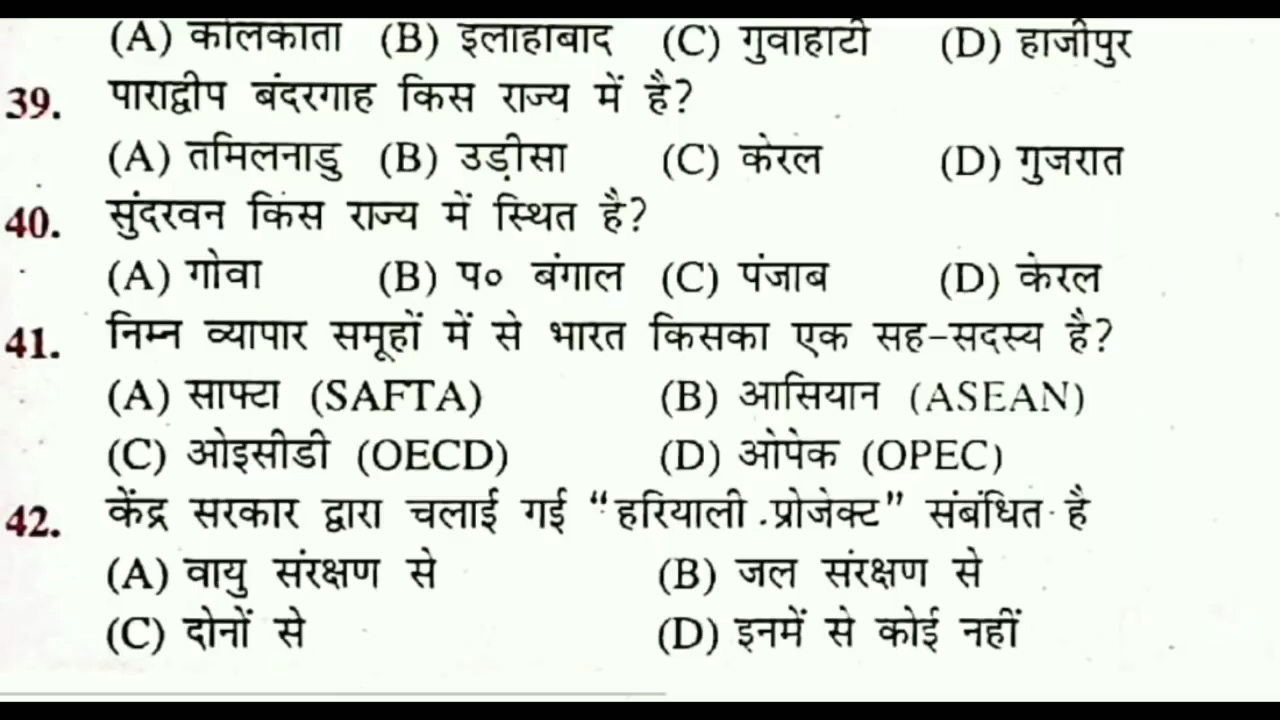 (A) कोलकाता (B) इलाहाबाद (C) गुवाहाटी (D) हाजीपुर
39. पाराद्वीप बंदरगाह किस राज्य में है?
(A) तमिलनाडु (B) उड़ीसा (C) केरल (D) गुजरात
40. सुंदरवन किस राज्य में स्थित है?
(A) गोवा (B) प० बंगाल (C) पंजाब (D) केरल
41. निम्न व्यापार समूहों में से भारत किसका एक सह-सदस्य है?
(A) साफ्टा (SAFTA) (B) आसियान (ASEAN)
(C) ओइसीडी (OECD) (D) ओपेक (OPEC)
42. केंद्र सरकार द्वारा चलाई गई “हरियाली प्रोजेक्ट” संबंधित है
(A) वायु संरक्षण से (B) जल संरक्षण से
(C) दोनों से (D) इनमें से कोई नहीं